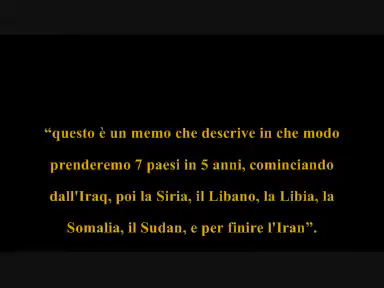 “questo è un memo che descrive in che modo
prenderemo 7 paesi in 5 anni, cominciando
dall'Iraq, poi la Siria, il Libano, la Libia, la
Somalia, il Sudan, e per finire l'Iran”.